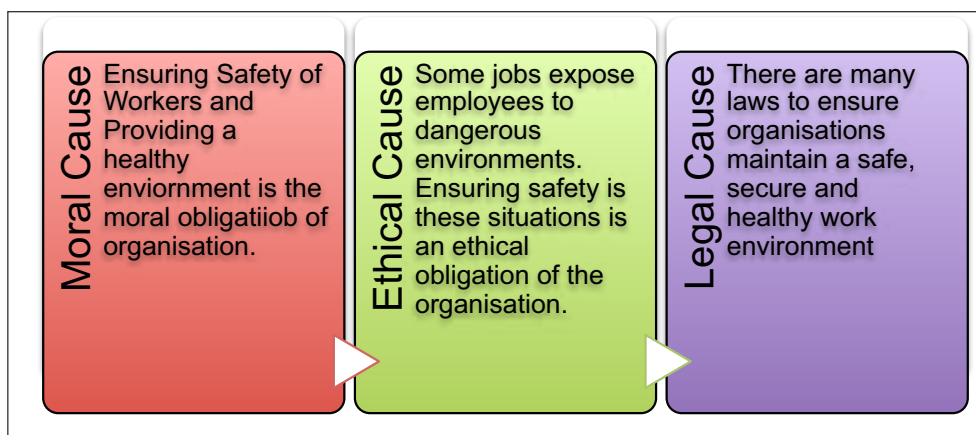 Moral Cause
Ensuring Safety of
Workers and
Providing a
healthy
enviornment is the
moral obligatiiob of
organisation.
Ethical Cause
Some jobs expose
employees to
dangerous
environments.
Ensuring safety is
these situations is
an ethical
obligation of the
organisation.
Legal Cause
There are many
laws to ensure
organisations
maintain a safe,
secure and
healthy work
environment